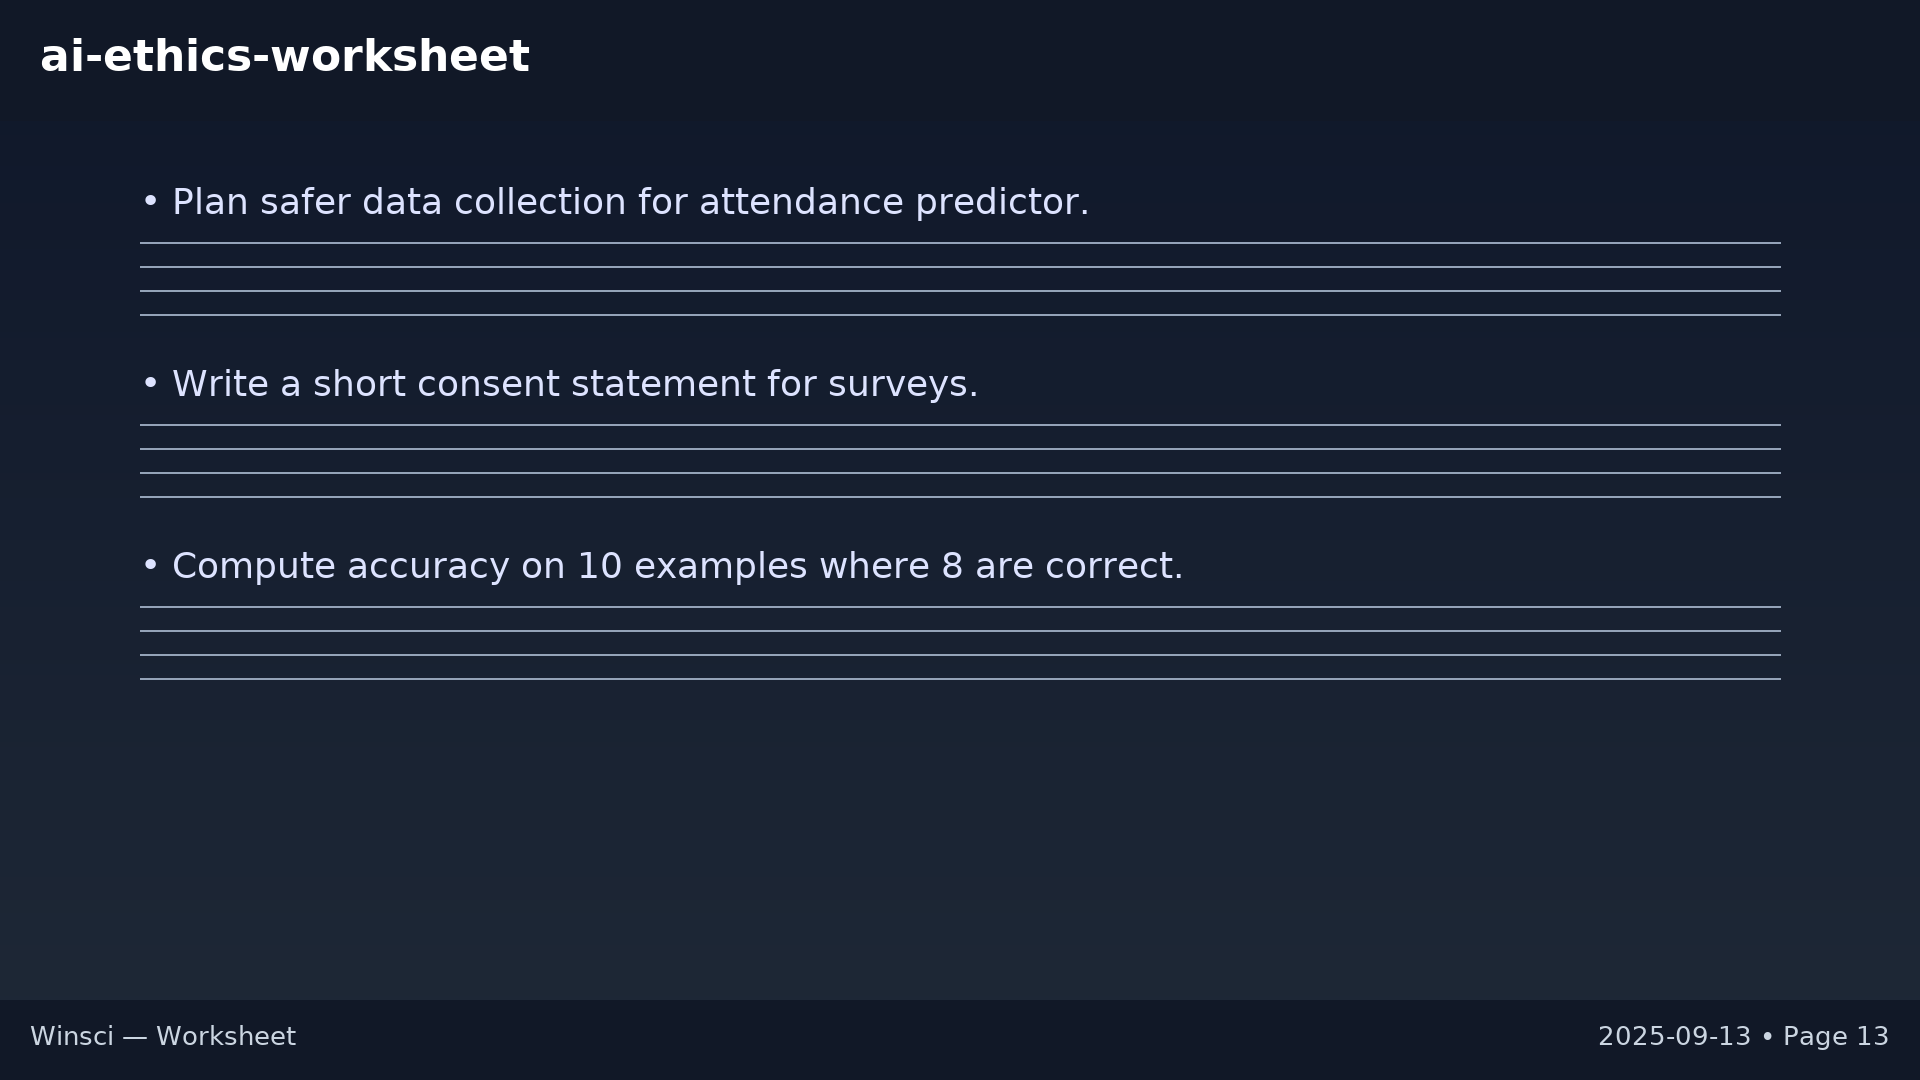 ai-ethics-worksheet
• Plan safer data collection for attendance predictor.
• Write a short consent statement for surveys.
• Compute accuracy on 10 examples where 8 are correct.
Winsci — Worksheet
2025-09-13 • Page 13